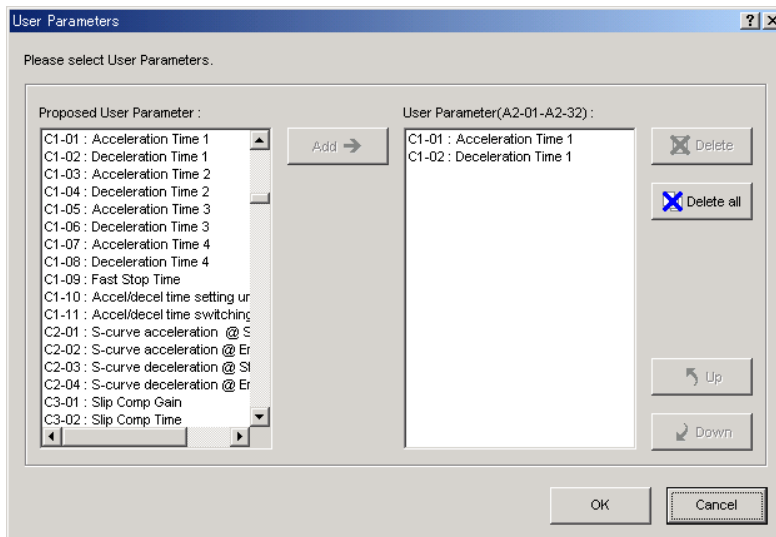 User Parameters
Please select User Parameters.
Proposed User Parameter :
C1-01 : Acceleration Time 1
C1-02 : Deceleration Time 1
C1-03 : Acceleration Time 2
C1-04 : Deceleration Time 2
C1-05 : Acceleration Time 3
C1-06 : Deceleration Time 3
C1-07 : Acceleration Time 4
C1-08 : Deceleration Time 4
C1-09 : Fast Stop Time
C1-10 : Accel/decel time setting ur
C1-11 : Accel/decel time switching
C2-01 : S-curve acceleration @ S
C2-02 : S-curve acceleration @ Er
C2-03 : S-curve deceleration @ St
C2-04 : S-curve deceleration @ Er
C3-01 : Slip Comp Gain
C3-02 : Slip Comp Time
Add
User Parameter(A2-01-A2-32) :
C1-01 : Acceleration Time 1
C1-02 : Deceleration Time 1
Delete
Delete all
Up
Down
OK
Cancel